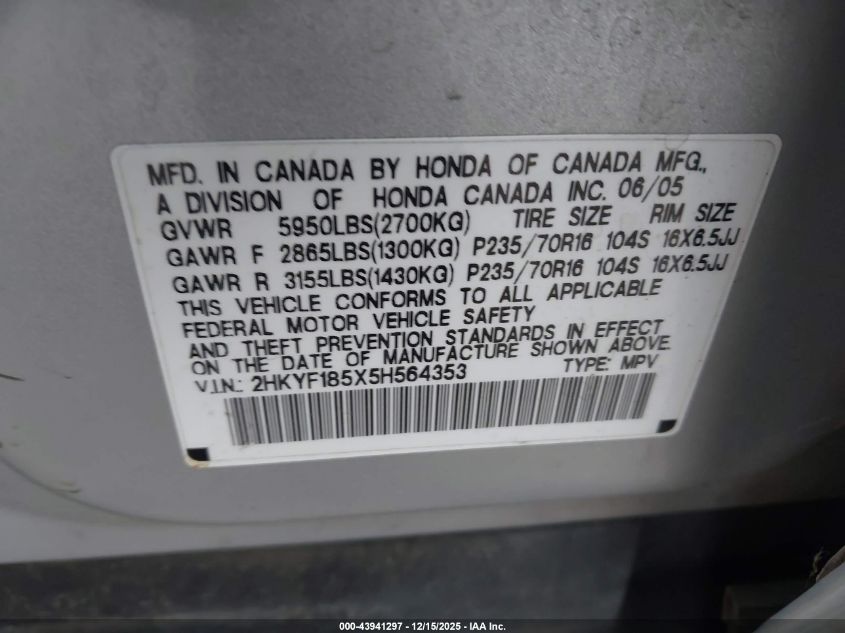 MFD. IN CANADA BY HONDA OF CANADA MFG.,
A DIVISION OF HONDA CANADA INC. 06/05
GVWR 5950LBS(2700KG) TIRE SIZE RIM SIZE
GAWR F 2865LBS(1300KG) P235/70R16 104S 16X6.5JJ
GAWR R 3155LBS(1430KG) P235/70R16 104S 16X6.5JJ
THIS VEHICLE CONFORMS TO ALL APPLICABLE
FEDERAL MOTOR VEHICLE SAFETY
AND THEFT PREVENTION STANDARDS IN EFFECT
ON THE DATE OF MANUFACTURE SHOWN ABOVE.
V.I.N.: 2HKYF185X5H564353 TYPE: MPV
000-43941297 - 12/15/2025 - IAA Inc.